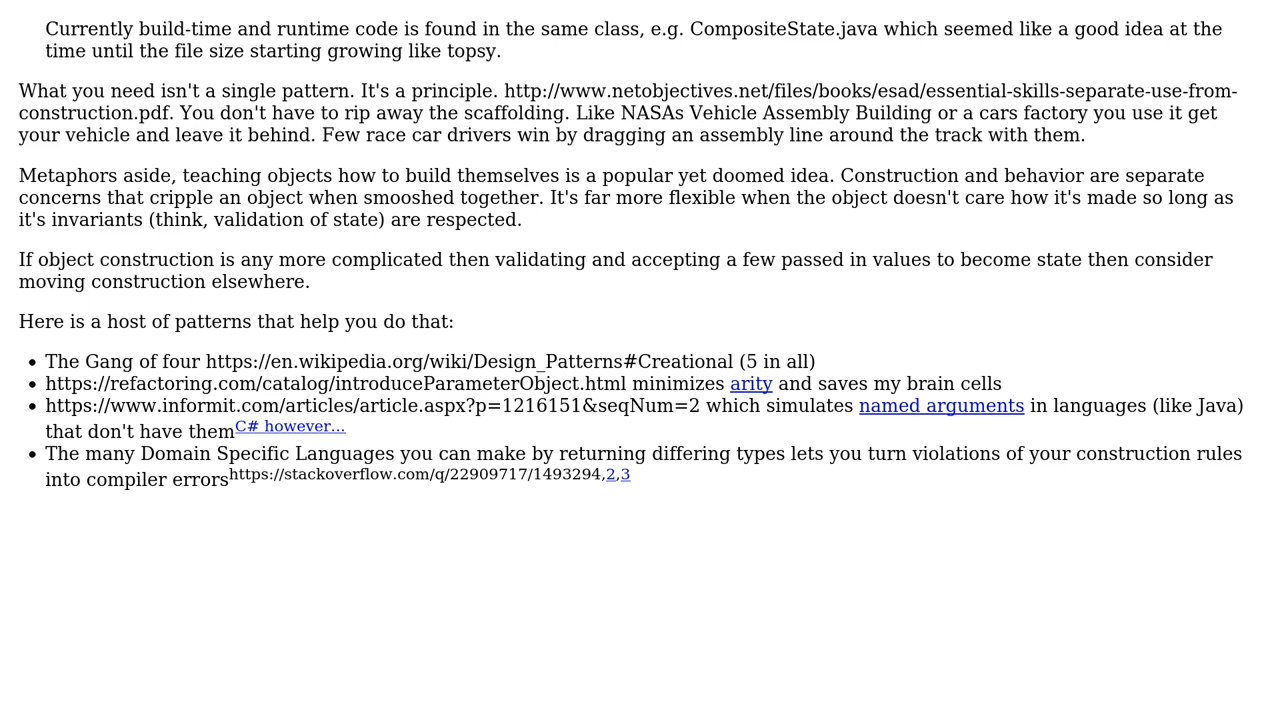 Currently build-time and runtime code is found in the same class, e.g. CompositeState.java which seemed like a good idea at the
time until the file size starting growing like topsy.
What you need isn't a single pattern. It's a principle. http://www.netobjectives.net/files/books/esad/essential-skills-separate-use-from-
construction.pdf. You don't have to rip away the scaffolding. Like NASAs Vehicle Assembly Building or a cars factory you use it get
your vehicle and leave it behind. Few race car drivers win by dragging an assembly line around the track with them.
Metaphors aside, teaching objects how to build themselves is a popular yet doomed idea. Construction and behavior are separate
concerns that cripple an object when smooshed together. It's far more flexible when the object doesn't care how it's made so long as
it's invariants (think, validation of state) are respected.
If object construction is any more complicated then validating and accepting a few passed in values to become state then consider
moving construction elsewhere.
Here is a host of patterns that help you do that:
• The Gang of four https://en.wikipedia.org/wiki/Design_Patterns#Creational (5 in all)
• https://refactoring.com/catalog/introduceParameterObject.html minimizes arity and saves my brain cells
• https://www.informit.com/articles/article.aspx?p=1216151&seqNum=2 which simulates named arguments in languages (like Java)
that don't have them C# however...
• The many Domain Specific Languages you can make by returning differing types lets you turn violations of your construction rules
into compiler errors https://stackoverflow.com/q/22909717/1493294,2,3